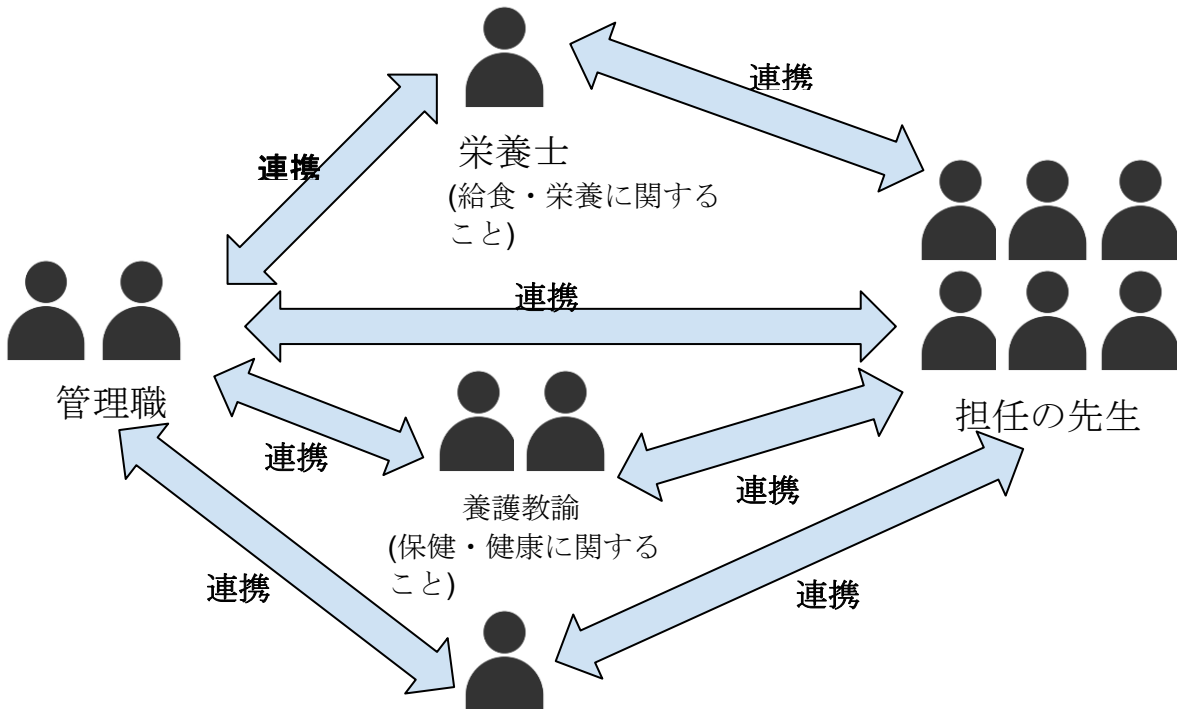 連携
栄養士
(給食・栄養に関する
こと)
連携
連携
管理職
担任の先生
連携
養護教諭
(保健・健康に関する
こと)
連携
連携
連携